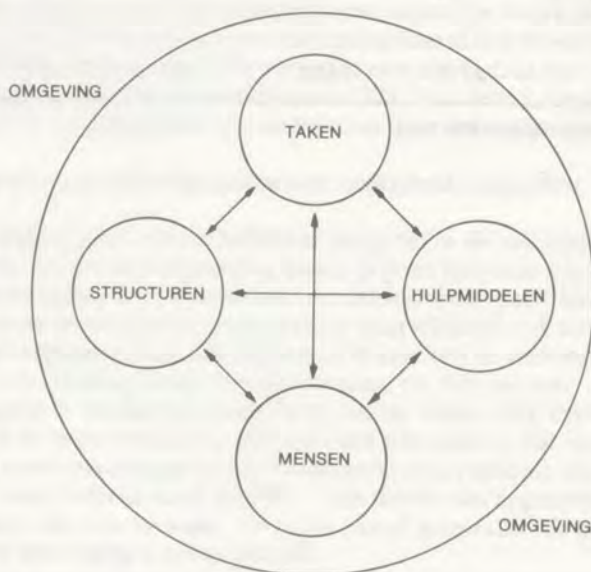 OMGEVING
TAKEN
STRUCTUREN
HULPMIDDELEN
MENSEN
OMGEVING